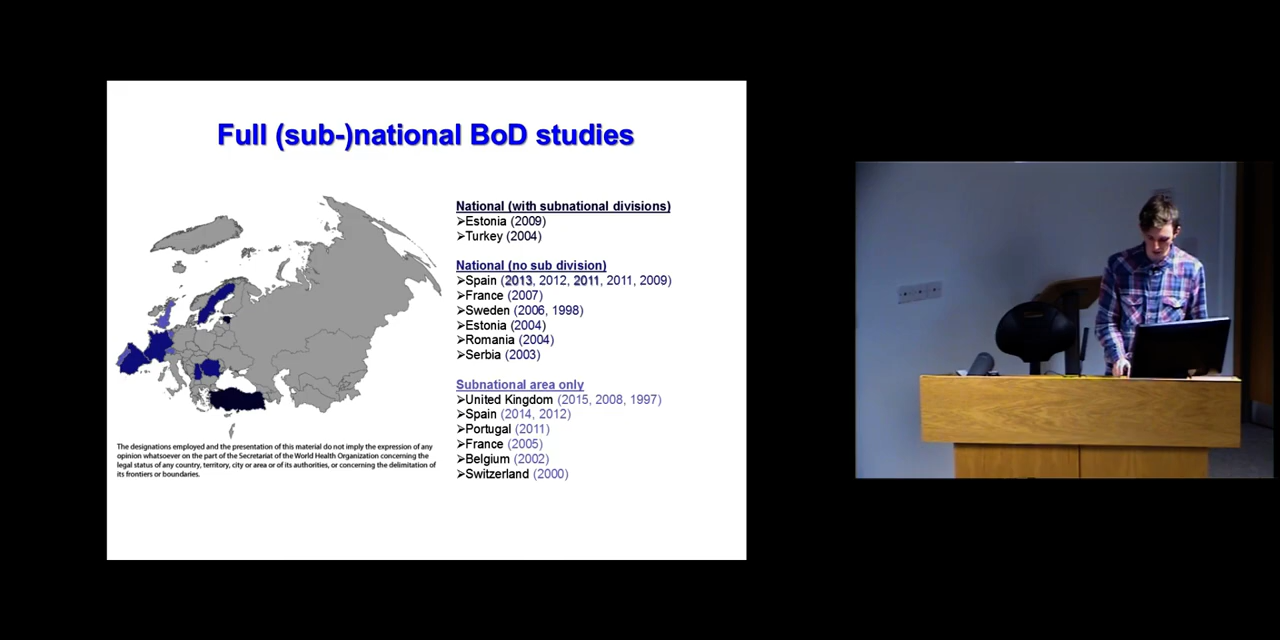 Full (sub-)national BoD studies
National (with subnational divisions)
➢Estonia (2009)
➢Turkey (2004)
National (no sub division)
➢Spain (2013, 2012, 2011, 2011, 2009)
➢France (2007)
➢Sweden (2006, 1998)
➢Estonia (2004)
➢Romania (2004)
➢Serbia (2003)
Subnational area only
➢United Kingdom (2015, 2008, 1997)
➢Spain (2014, 2012)
➢Portugal (2011)
➢France (2005)
➢Belgium (2002)
➢Switzerland (2000)
The designations employed and the presentation of this material do not imply the expression of any
opinion whatsoever on the part of the Secretariat of the World Health Organization concerning the
legal status of any country, territory, city or area or of its authorities, or concerning the delimitation of
its frontiers or boundaries.